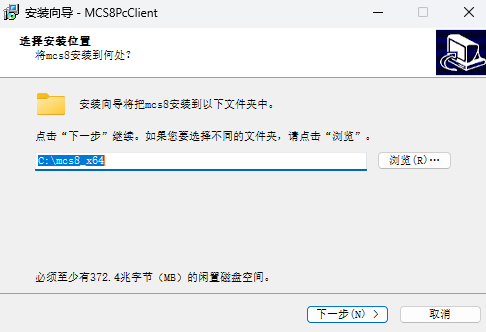 安装向导 - MCS8PcClient
选择安装位置
将mcs8安装到何处?
安装向导将把mcs8安装到以下文件夹中。
点击“下一步”继续。如果您要选择不同的文件夹，请点击“浏览”。
C:\mcs8_x64
浏览(R)…
必须至少有372.4兆字节（MB）的闲置磁盘空间。
下一步(N) >
取消